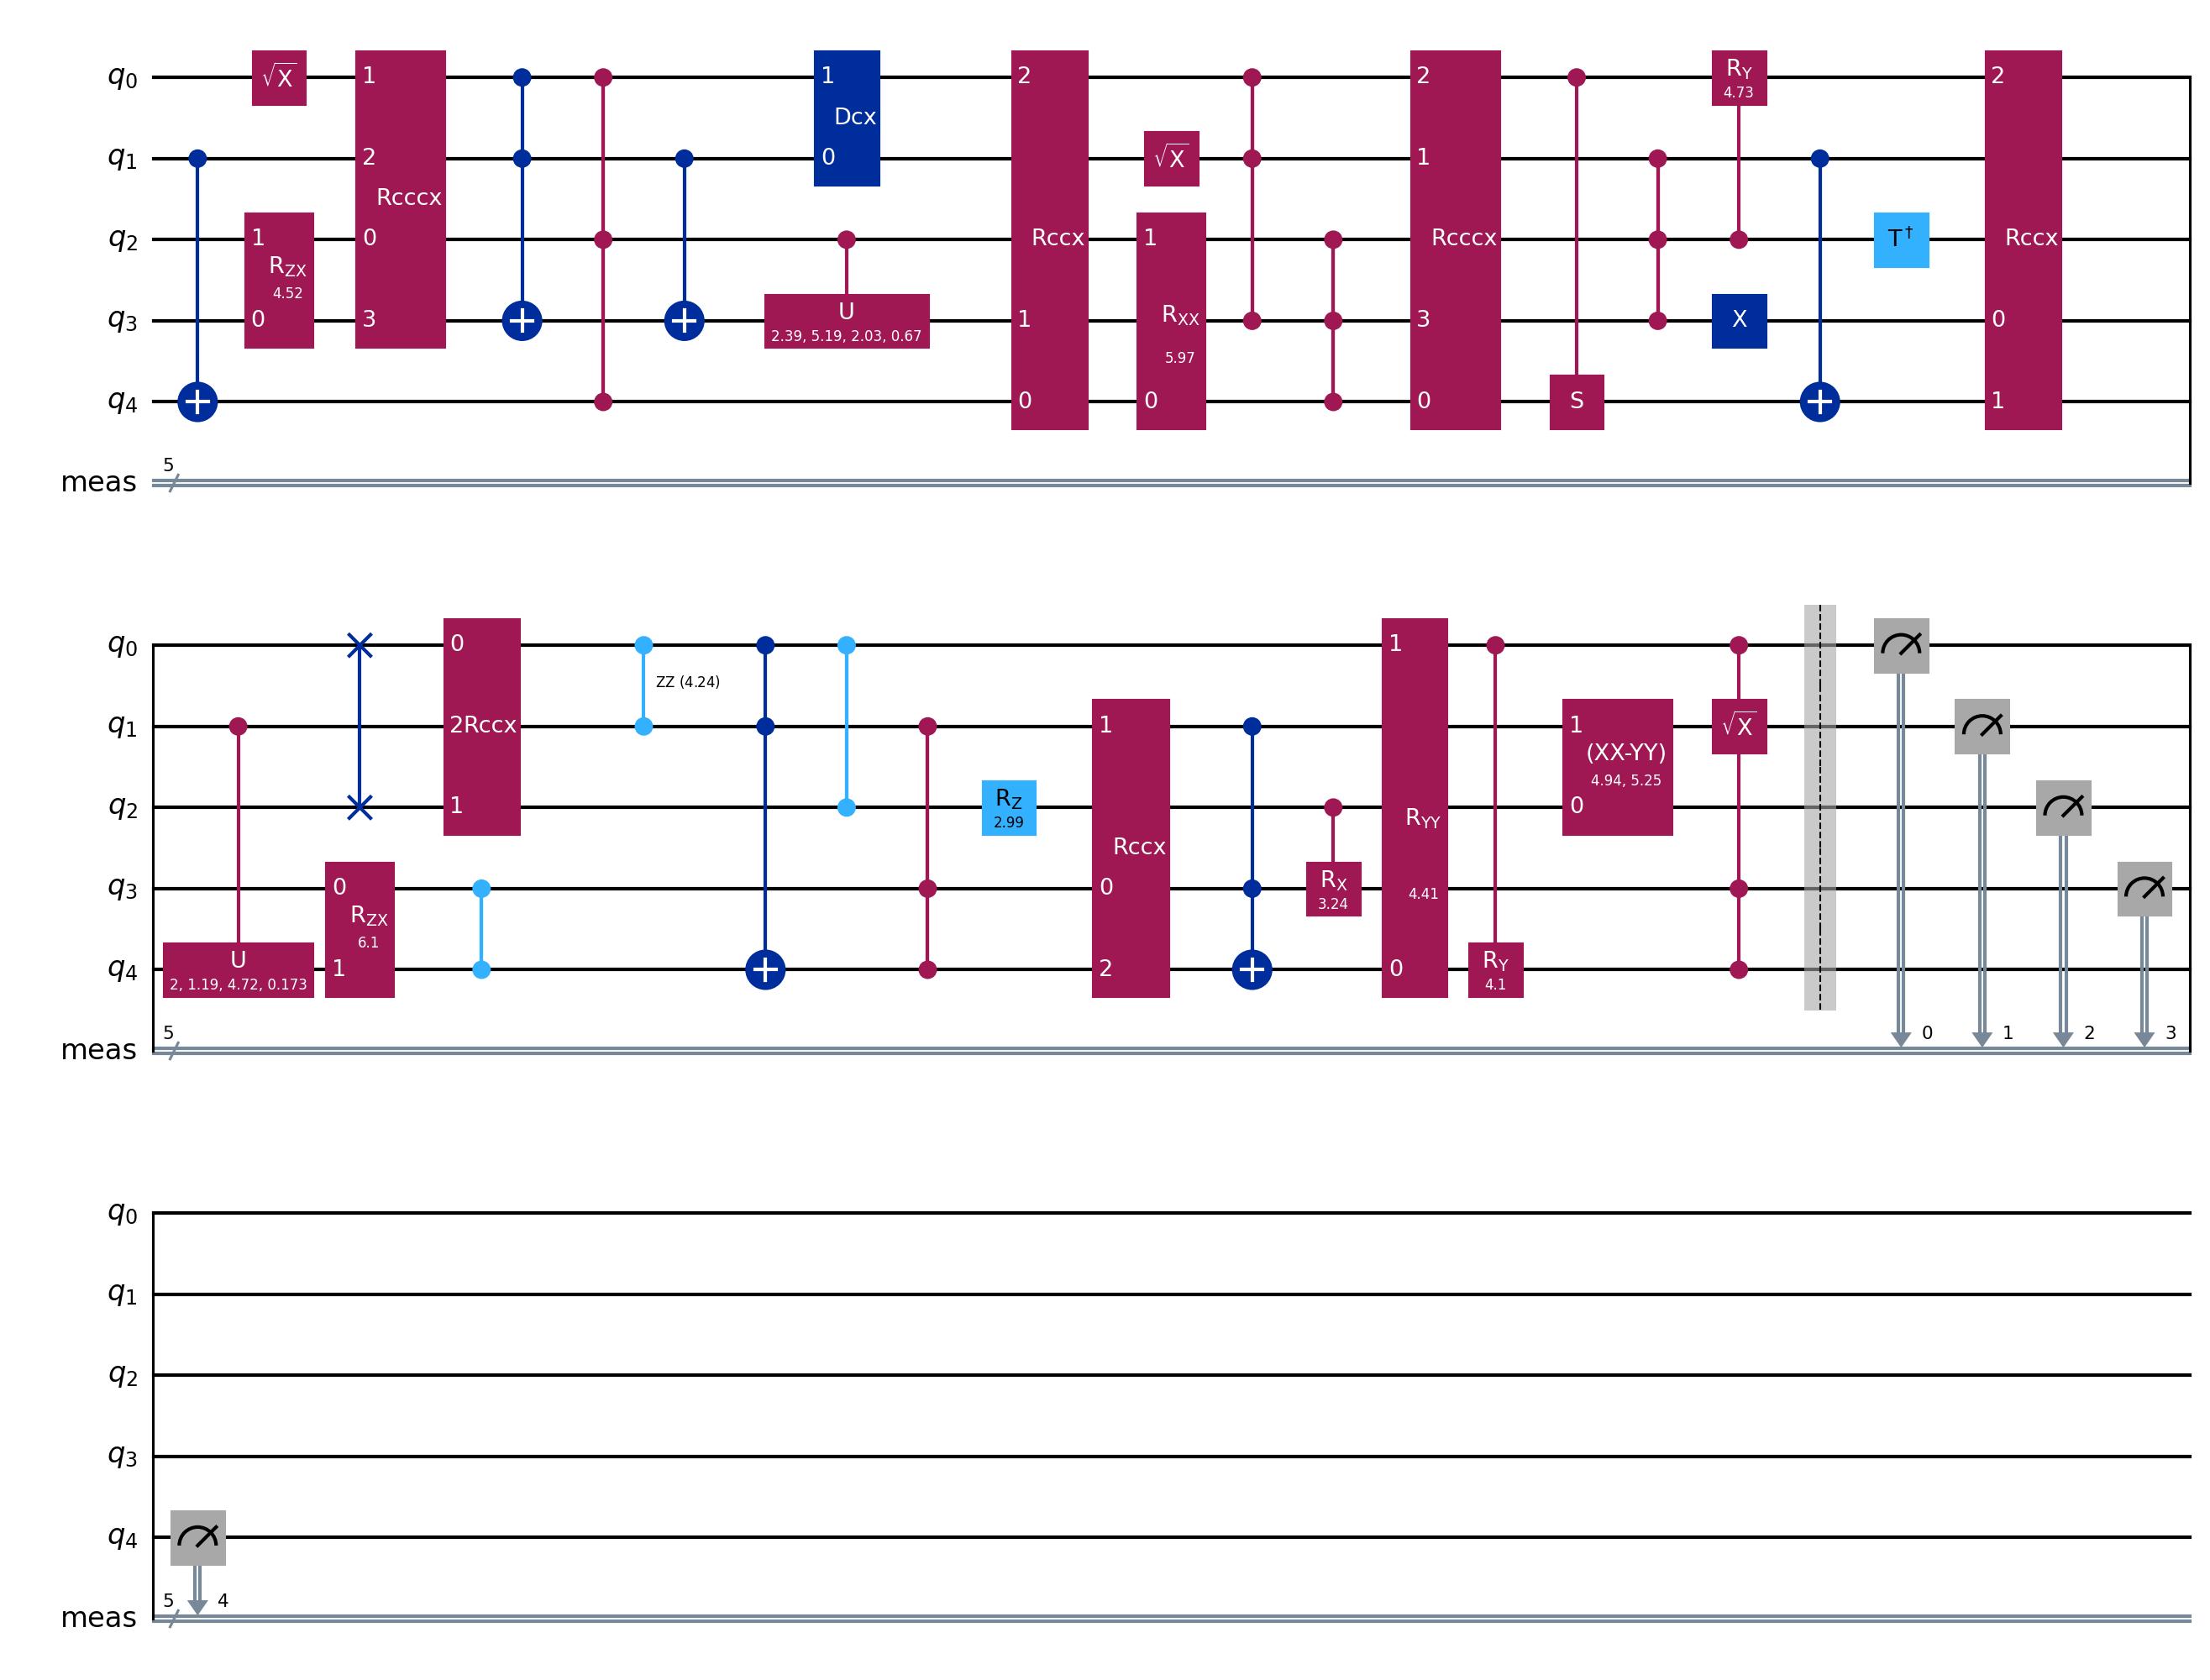 q0 √X 1 1 2 2 RY 4.73 2
Dcx
q1 2 0 √X 1
Rcccx
q2 1 0 Rccx 1 Rcccx T† Rccx
RZX 4.52
q3 0 3 U 2.39, 5.19, 2.03, 0.67 1 RXX 5.97 3 X 0
q4 0 0 0 S 1
meas 5
q0 0 1
ZZ (4.24)
q1 2Rccx 1 1 √X
(XX-YY) 4.94, 5.25
q2 1 RZ 2.99 RYY 4.41 0
Rccx
q3 0 0 RX 3.24
RZX 6.1
q4 U 2, 1.19, 4.72, 0.173 1 2 0 RY 4.1
meas 5 0 1 2 3
q0
q1
q2
q3
q4
meas 5 4